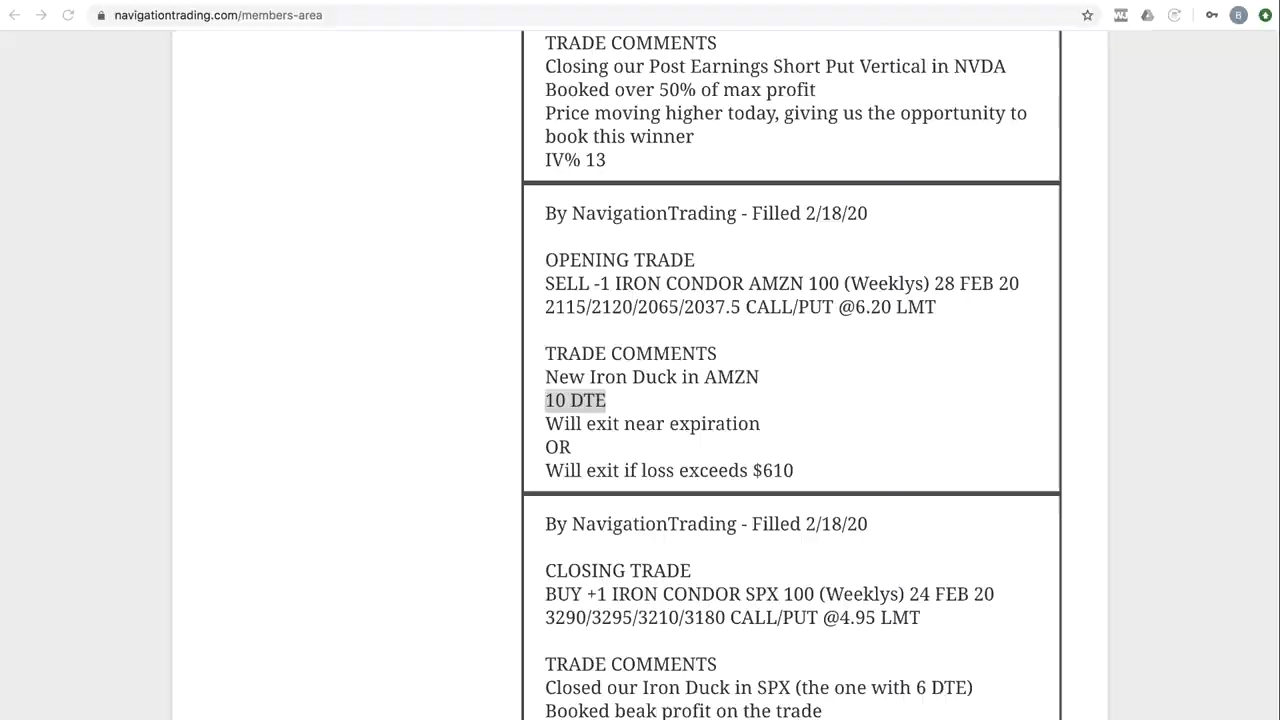 navigationtrading.com/members-area
B
TRADE COMMENTS
Closing our Post Earnings Short Put Vertical in NVDA
Booked over 50% of max profit
Price moving higher today, giving us the opportunity to
book this winner
IV% 13
By NavigationTrading - Filled 2/18/20
OPENING TRADE
SELL -1 IRON CONDOR AMZN 100 (Weeklys) 28 FEB 20
2115/2120/2065/2037.5 CALL/PUT @6.20 LMT
TRADE COMMENTS
New Iron Duck in AMZN
10 DTE
Will exit near expiration
OR
Will exit if loss exceeds $610
By NavigationTrading - Filled 2/18/20
CLOSING TRADE
BUY +1 IRON CONDOR SPX 100 (Weeklys) 24 FEB 20
3290/3295/3210/3180 CALL/PUT @4.95 LMT
TRADE COMMENTS
Closed our Iron Duck in SPX (the one with 6 DTE)
Booked beak profit on the trade